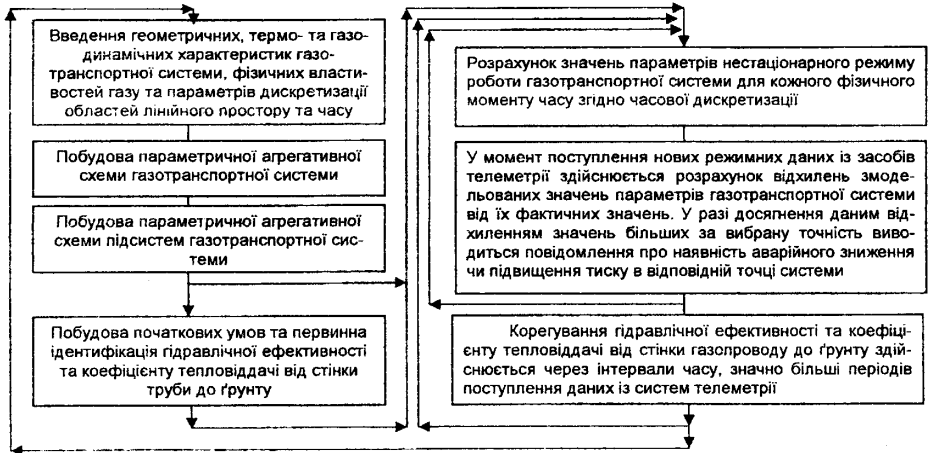 Введення геометричних, термо- та газо-
динамічних характеристик газо-
транспортної системи, фізичних власти-
востей газу та параметрів дискретизації
областей лінійного простору та часу
Побудова параметричної агрегативної
схеми газотранспортної системи
Побудова параметричної агрегативної
схеми підсистем газотранспортної сис-
теми
Побудова початкових умов та первинна
ідентифікація гідравлічної ефективності
та коефіцієнту тепловіддачі від стінки
труби до ґрунту
Розрахунок значень параметрів нестаціонарного режиму
роботи газотранспортної системи для кожного фізичного
моменту часу згідно часової дискретизації
У момент поступлення нових режимних даних із засобів
телеметрії здійснюється розрахунок відхилень змоде-
льованих значень параметрів газотранспортної системи
від їх фактичних значень. У разі досягнення даним від-
хиленням значень більших за вибрану точність виво-
диться повідомлення про наявність аварійного зниження
чи підвищення тиску в відповідній точці системи
Корегування гідравлічної ефективності та коефіці-
єнту тепловіддачі від стінки газопроводу до ґрунту здій-
снюється через інтервали часу, значно більші періодів
поступлення даних із систем телеметрії